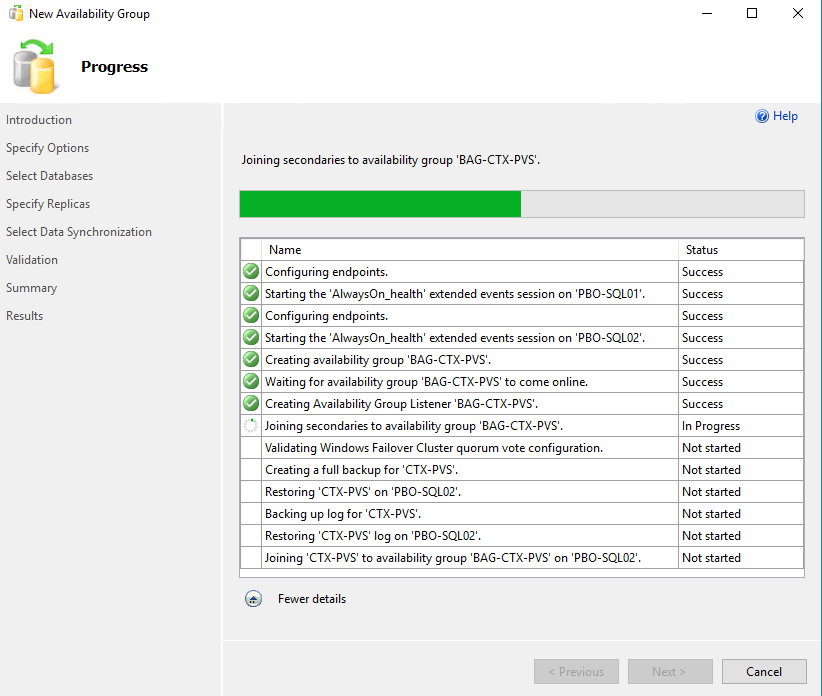 New Availability Group
Progress
Introduction
Specify Options
Select Databases
Specify Replicas
Select Data Synchronization
Validation
Summary
Results
Help
Joining secondaries to availability group 'BAG-CTX-PVS'.
Name Status
Configuring endpoints. Success
Starting the 'AlwaysOn_health' extended events session on 'PBO-SQL01'. Success
Configuring endpoints. Success
Starting the 'AlwaysOn_health' extended events session on 'PBO-SQL02'. Success
Creating availability group 'BAG-CTX-PVS'. Success
Waiting for availability group 'BAG-CTX-PVS' to come online. Success
Creating Availability Group Listener 'BAG-CTX-PVS'. Success
Joining secondaries to availability group 'BAG-CTX-PVS'. In Progress
Validating Windows Failover Cluster quorum vote configuration. Not started
Creating a full backup for 'CTX-PVS'. Not started
Restoring 'CTX-PVS' on 'PBO-SQL02'. Not started
Backing up log for 'CTX-PVS'. Not started
Restoring 'CTX-PVS' log on 'PBO-SQL02'. Not started
Joining 'CTX-PVS' to availability group 'BAG-CTX-PVS' on 'PBO-SQL02'. Not started
Fewer details
< Previous Next > Cancel